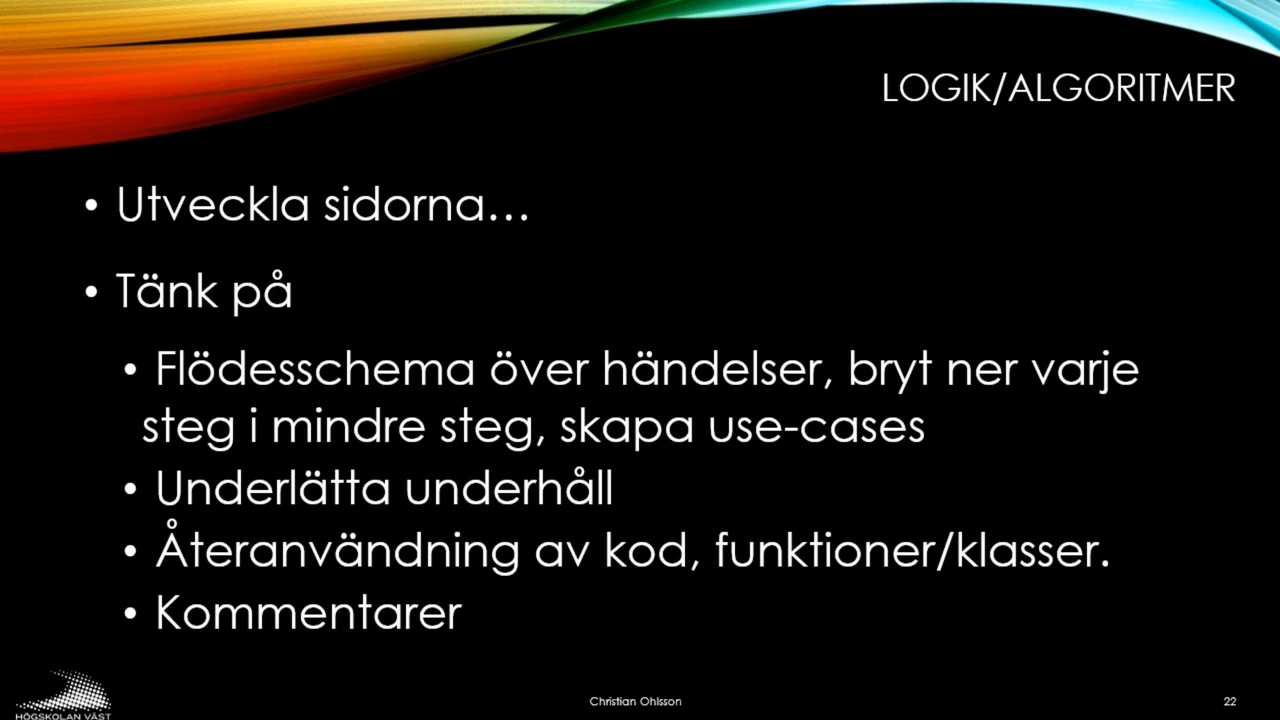 LOGIK/ALGORITMER
• Utveckla sidorna…
• Tänk på
• Flödesschema över händelser, bryt ner varje
steg i mindre steg, skapa use-cases
• Underlätta underhåll
• Återanvändning av kod, funktioner/klasser.
• Kommentarer
HÖGSKOLAN VÄST
Christian Ohlsson
22